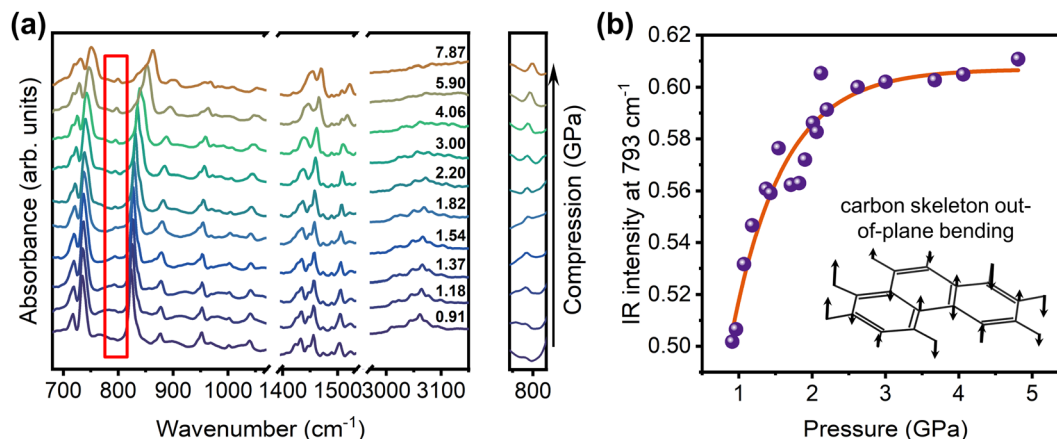 (a)
Absorbance (arb. units)
7.87
5.90
4.06
3.00
2.20
1.82
1.54
1.37
1.18
0.91
700 800 900 1000 1400 1500 3000 3100
Wavenumber (cm⁻¹)
800
Compression (GPa)
(b)
IR intensity at 793 cm⁻¹
0.62
0.60
0.58
0.56
0.54
0.52
0.50
carbon skeleton out-
of-plane bending
1 2 3 4 5
Pressure (GPa)